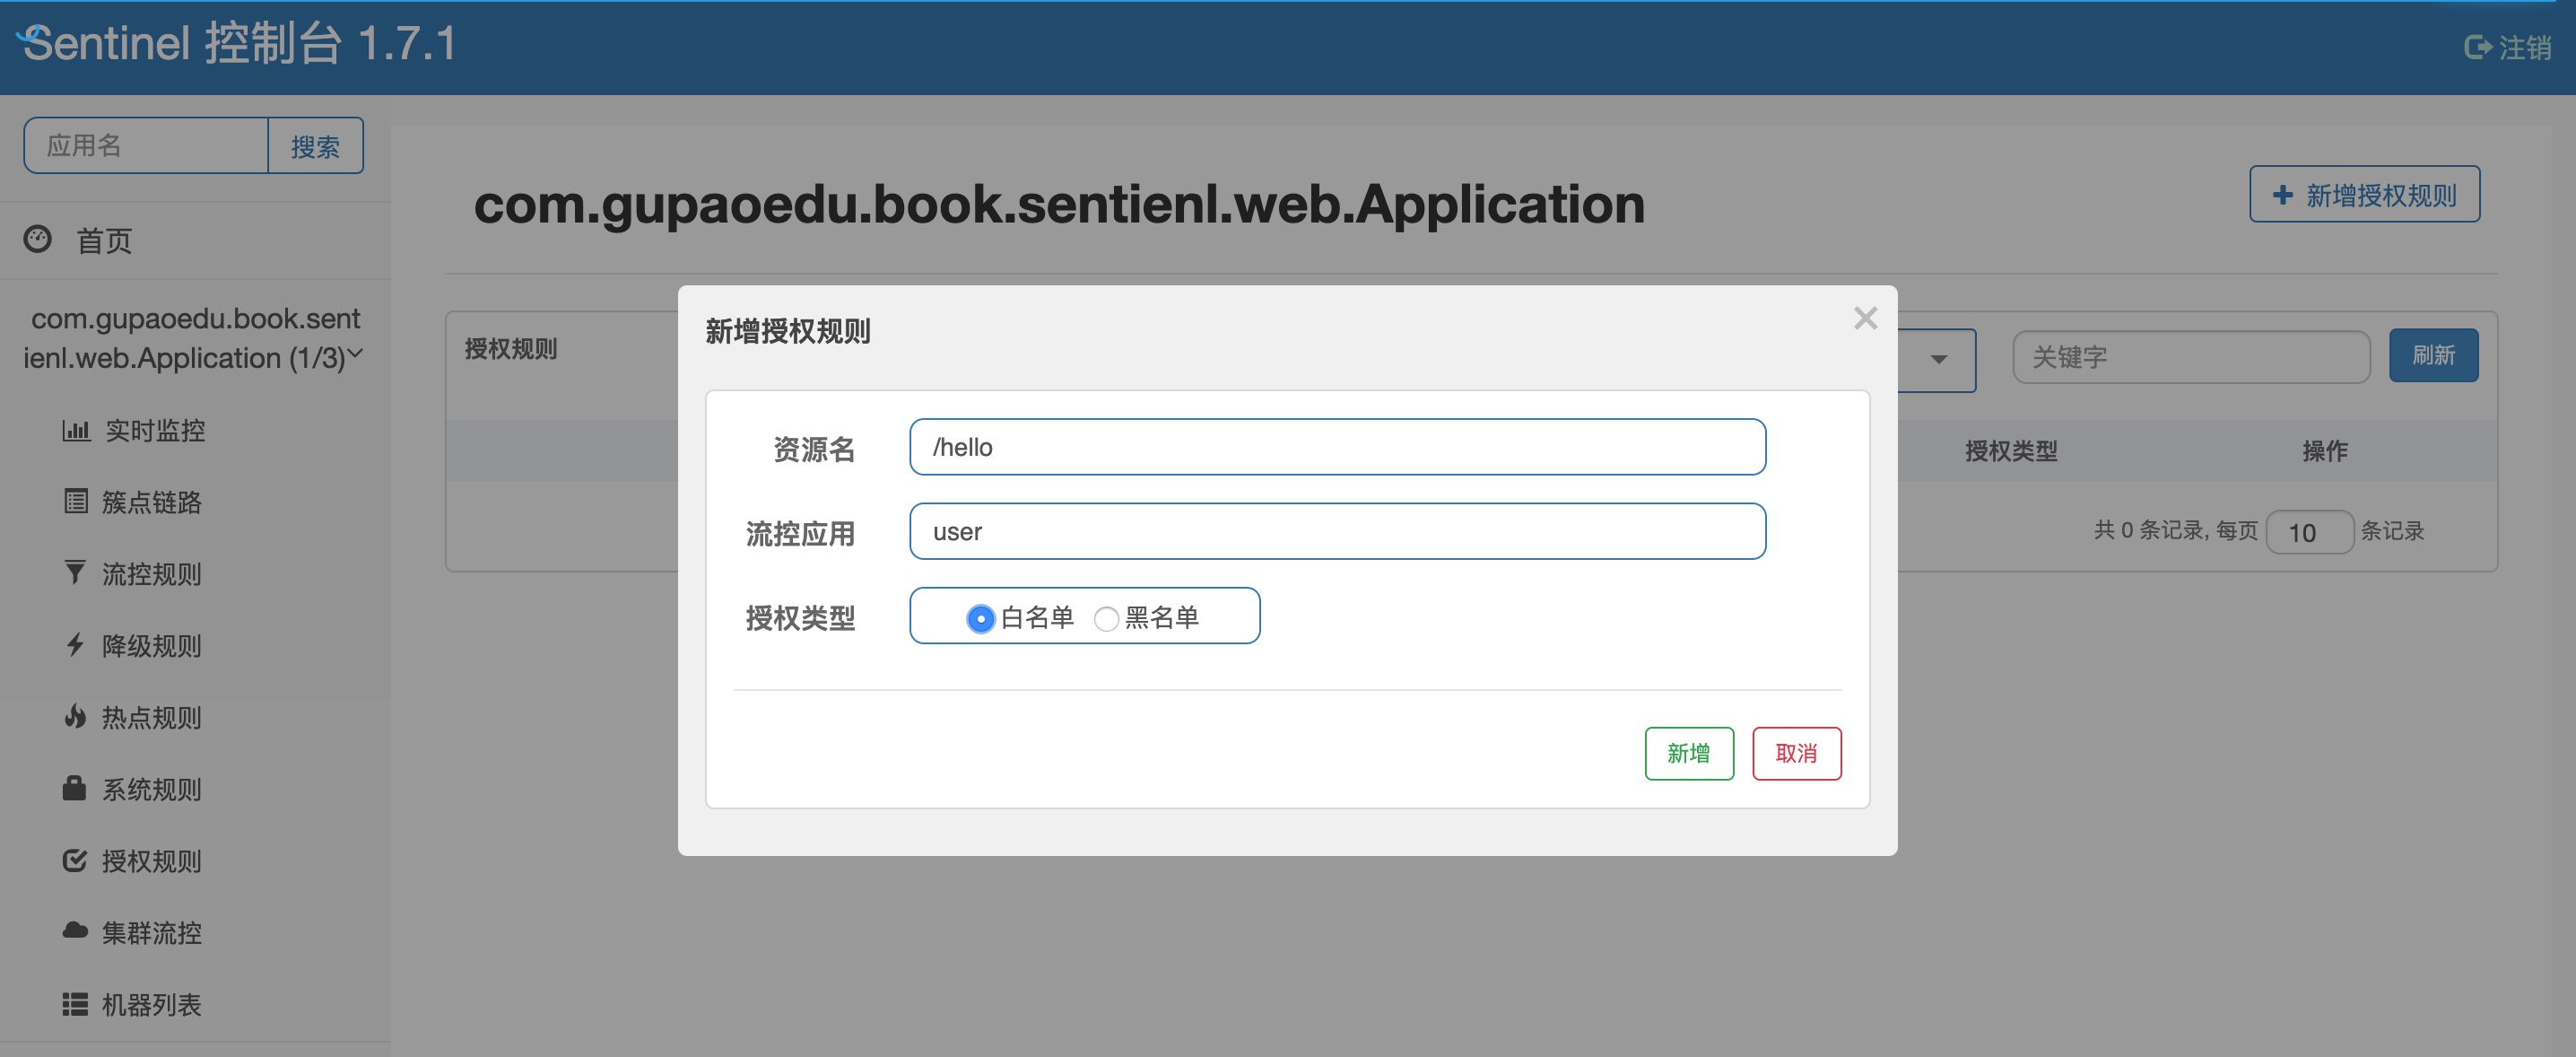 Sentinel 控制台 1.7.1
注销
应用名
搜索
首页
com.gupaoedu.book.sent
ienl.web.Application (1/3)
实时监控
簇点链路
流控规则
降级规则
热点规则
系统规则
授权规则
集群流控
机器列表
com.gupaoedu.book.sentienl.web.Application
新增授权规则
授权规则
关键字
刷新
授权类型
操作
共 0 条记录, 每页 10 条记录
新增授权规则
×
资源名
/hello
流控应用
user
授权类型
白名单 黑名单
新增
取消